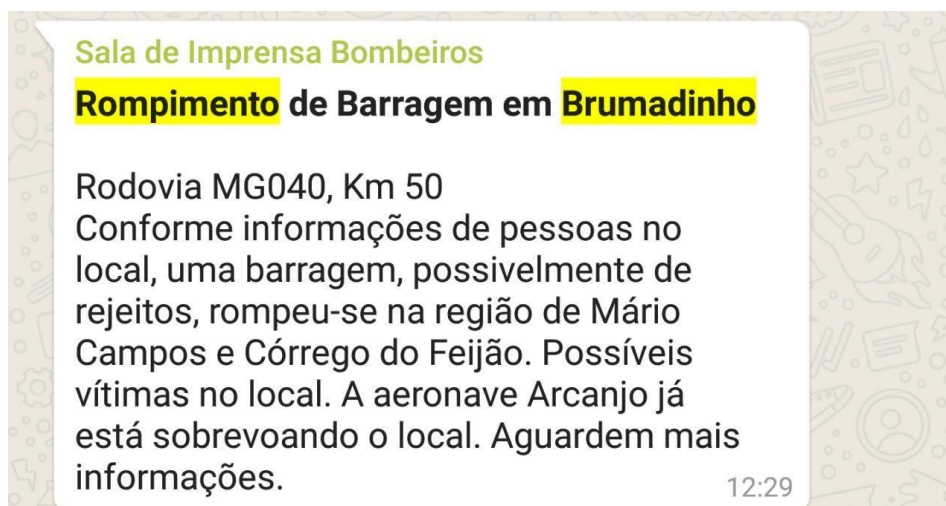 Sala de Imprensa Bombeiros
Rompimento de Barragem em Brumadinho
Rodovia MG040, Km 50
Conforme informações de pessoas no
local, uma barragem, possivelmente de
rejeitos, rompeu-se na região de Mário
Campos e Córrego do Feijão. Possíveis
vítimas no local. A aeronave Arcanjo já
está sobrevoando o local. Aguardem mais
informações.
12:29